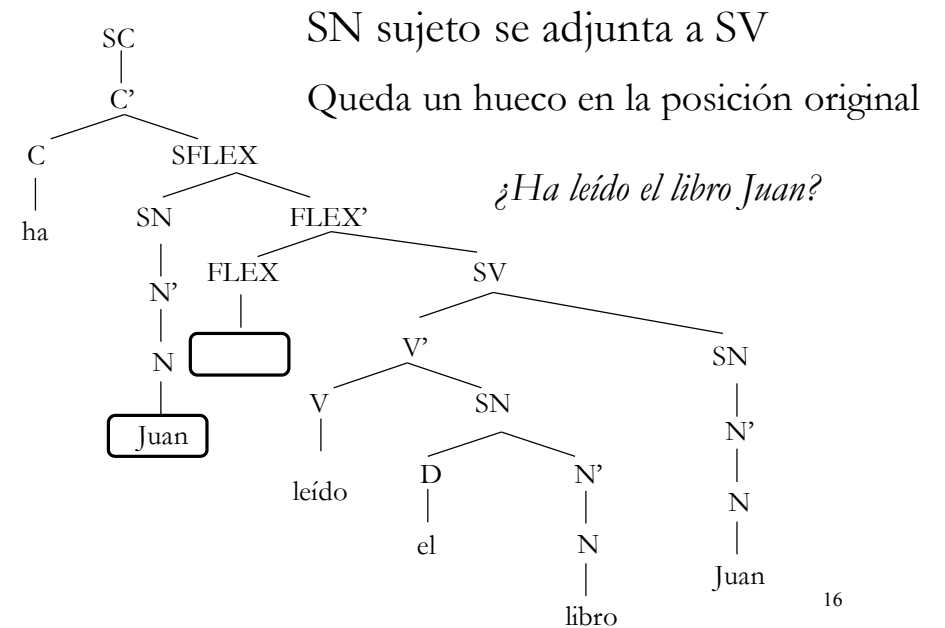 SN sujeto se adjunta a SV
SC
Queda un hueco en la posición original
C’
C SFLEX
¿Ha leído el libro Juan?
ha SN FLEX’
FLEX SV
N’
V’ SN
N
V SN
Juan N’
leído D N’
N
el N
Juan
16
libro